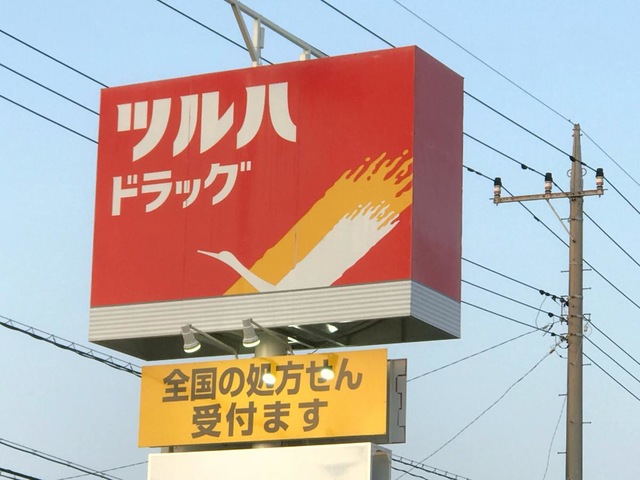 ツルハ
ドラッグ
全国の処方せん
受付ます